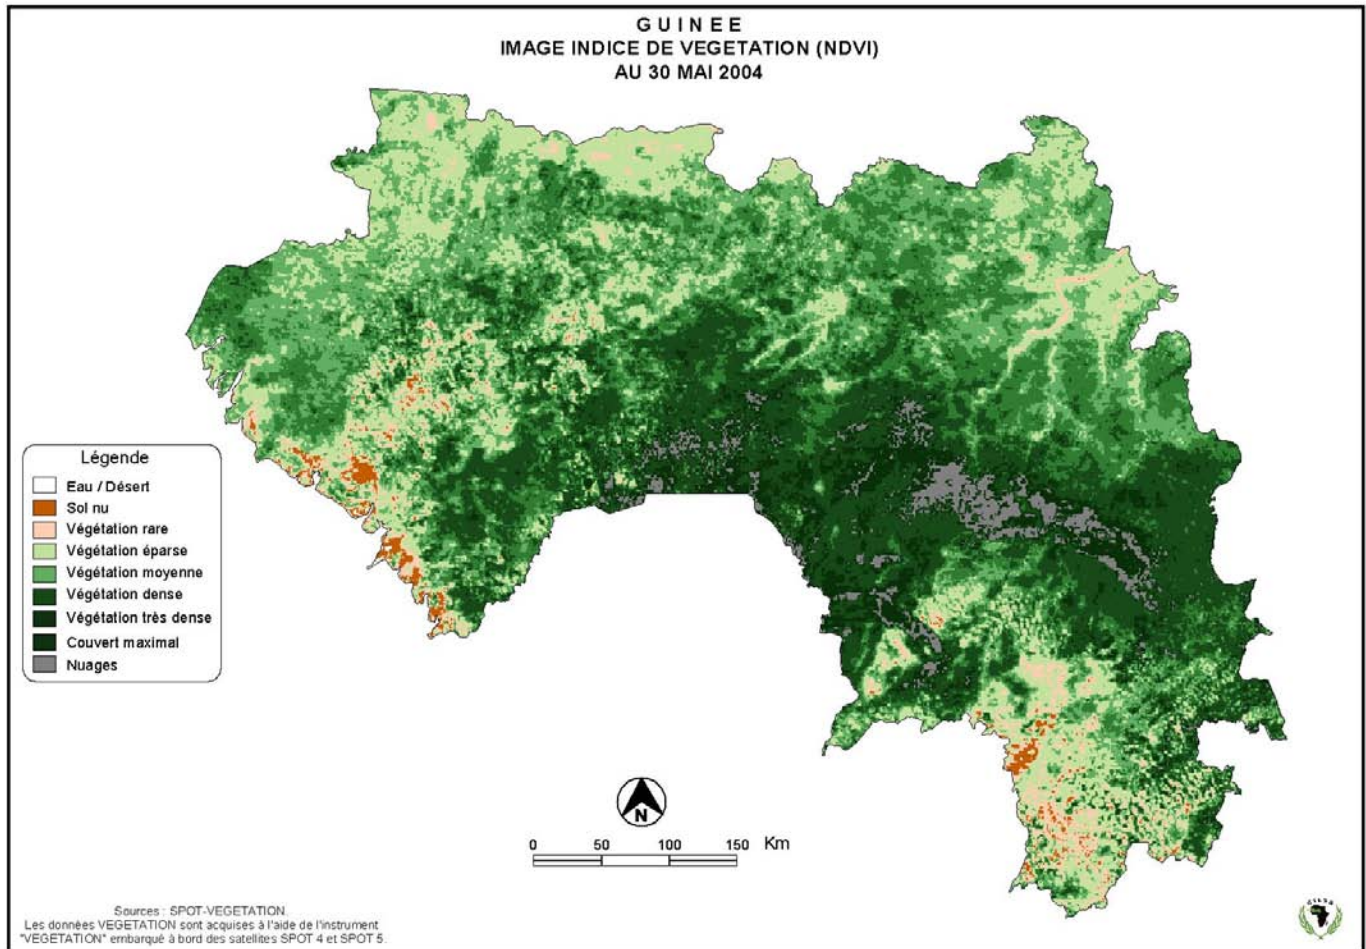 GUINEE
IMAGE INDICE DE VEGETATION (NDVI)
AU 30 MAI 2004
Légende
Eau / Désert
Sol nu
Végétation rare
Végétation éparse
Végétation moyenne
Végétation dense
Végétation très dense
Couvert maximal
Nuages
N
0 50 100 150 Km
Sources : SPOT-VEGETATION.
Les données VEGETATION sont acquises à l'aide de l'instrument
"VEGETATION" embarqué à bord des satellites SPOT 4 et SPOT 5.
CILSS